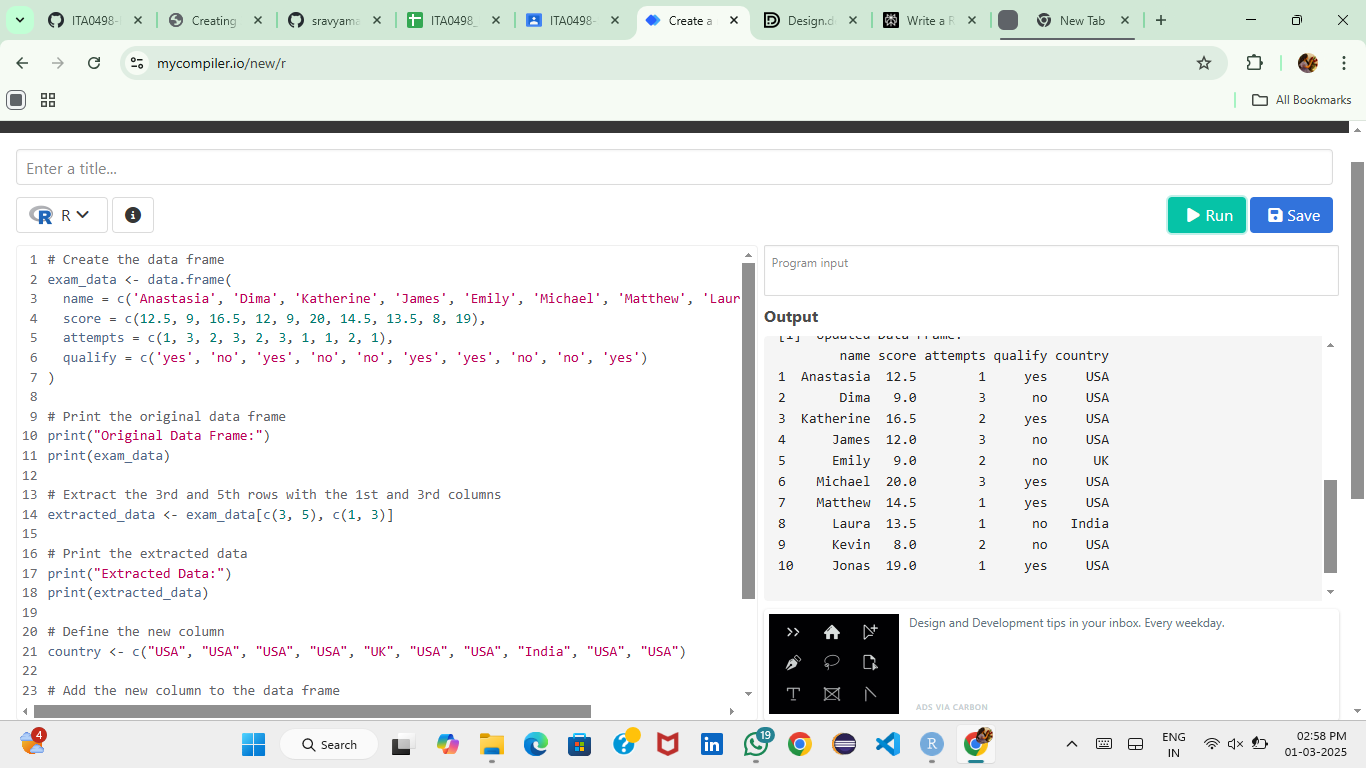 ITA0498-
Creating
sravyama
ITA0498_
ITA0498-
Create a
Design.d
Write a R
New Tab
mycompiler.io/new/r
All Bookmarks
Enter a title...
R
Run
Save
1 # Create the data frame
2 exam_data <- data.frame(
3   name = c('Anastasia', 'Dima', 'Katherine', 'James', 'Emily', 'Michael', 'Matthew', 'Laur
4   score = c(12.5, 9, 16.5, 12, 9, 20, 14.5, 13.5, 8, 19),
5   attempts = c(1, 3, 2, 3, 2, 3, 1, 1, 2, 1),
6   qualify = c('yes', 'no', 'yes', 'no', 'no', 'yes', 'yes', 'no', 'no', 'yes')
7 )
8
9 # Print the original data frame
10 print("Original Data Frame:")
11 print(exam_data)
12
13 # Extract the 3rd and 5th rows with the 1st and 3rd columns
14 extracted_data <- exam_data[c(3, 5), c(1, 3)]
15
16 # Print the extracted data
17 print("Extracted Data:")
18 print(extracted_data)
19
20 # Define the new column
21 country <- c("USA", "USA", "USA", "USA", "UK", "USA", "USA", "India", "USA", "USA")
22
23 # Add the new column to the data frame
Program input
Output
[1] "Updated Data Frame:"
name score attempts qualify country
1 Anastasia 12.5 1 yes USA
2 Dima 9.0 3 no USA
3 Katherine 16.5 2 yes USA
4 James 12.0 3 no USA
5 Emily 9.0 2 no UK
6 Michael 20.0 3 yes USA
7 Matthew 14.5 1 yes USA
8 Laura 13.5 1 no India
9 Kevin 8.0 2 no USA
10 Jonas 19.0 1 yes USA
Design and Development tips in your inbox. Every weekday.
ADS VIA CARBON
4
Search
19
ENG
IN
02:58 PM
01-03-2025